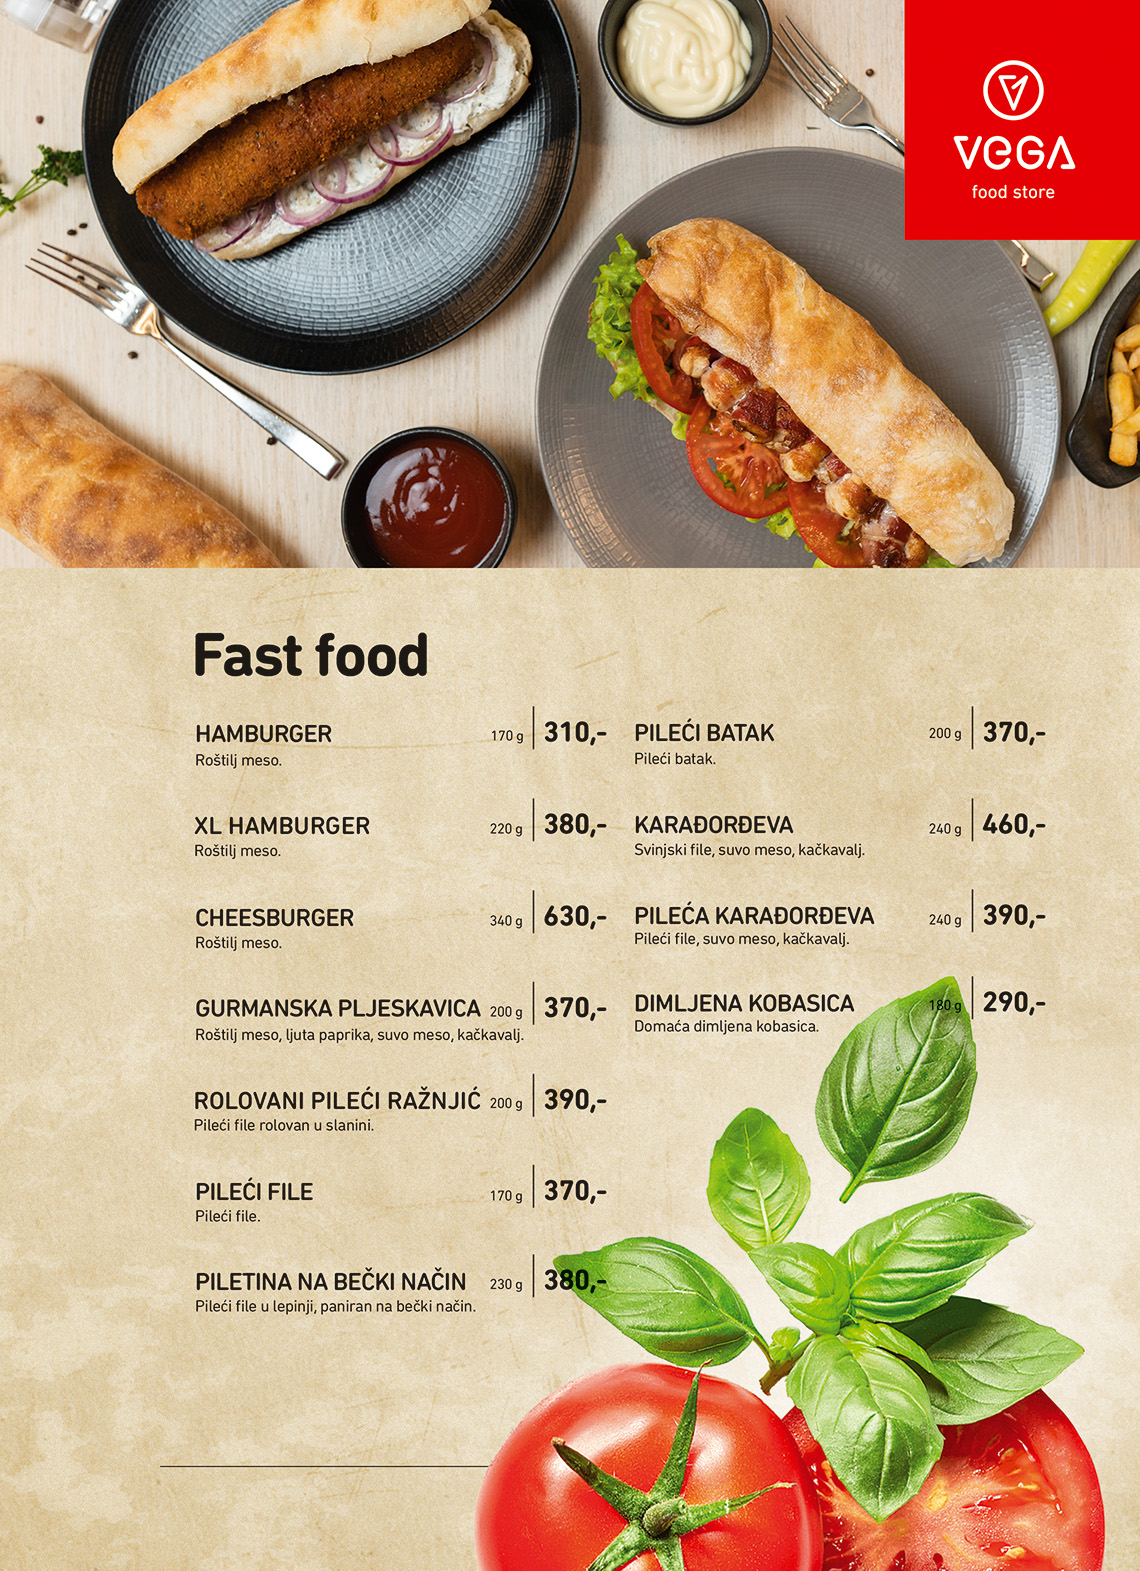 VEGA
food store
Fast food
HAMBURGER 170 g 310,-
Roštilj meso.
XL HAMBURGER 220 g 380,-
Roštilj meso.
CHEESBURGER 340 g 630,-
Roštilj meso.
GURMANSKA PLJESKAVICA 200 g 370,-
Roštilj meso, ljuta paprika, suvo meso, kačkavalj.
ROLOVANI PILEĆI RAŽNJIĆ 200 g 390,-
Pileći file rolovan u slanini.
PILEĆI FILE 170 g 370,-
Pileći file.
PILETINA NA BEČKI NAČIN 230 g 380,-
Pileći file u lepinji, paniran na bečki način.
PILEĆI BATAK 200 g 370,-
Pileći batak.
KARAĐORĐEVA 240 g 460,-
Svinjski file, suvo meso, kačkavalj.
PILEĆA KARAĐORĐEVA 240 g 390,-
Pileći file, suvo meso, kačkavalj.
DIMLJENA KOBASICA 180 g 290,-
Domaća dimljena kobasica.